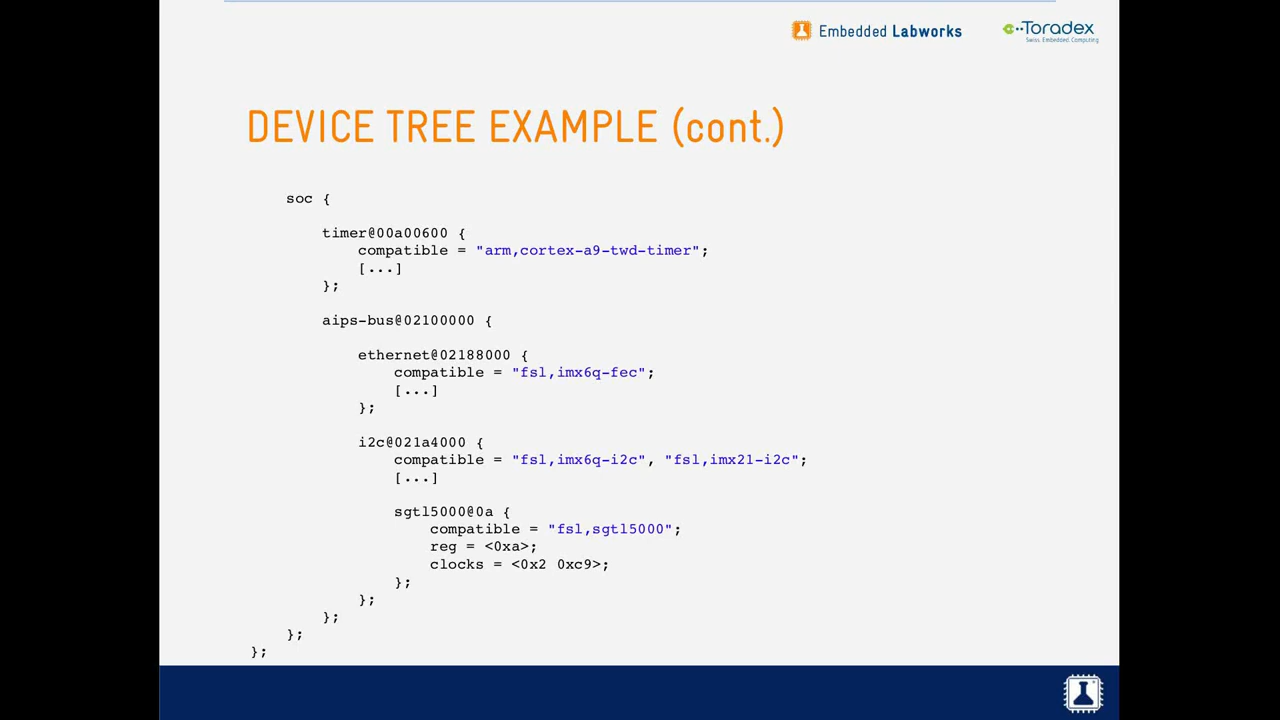 Embedded Labworks
Toradex
Swiss. Embedded. Computing.
DEVICE TREE EXAMPLE (cont.)
soc {
timer@00a00600 {
compatible = "arm,cortex-a9-twd-timer";
[...]
};
aips-bus@02100000 {
ethernet@02188000 {
compatible = "fsl,imx6q-fec";
[...]
};
i2c@021a4000 {
compatible = "fsl,imx6q-i2c", "fsl,imx21-i2c";
[...]
sgtl5000@0a {
compatible = "fsl,sgtl5000";
reg = <0xa>;
clocks = <0x2 0xc9>;
};
};
};
};
};